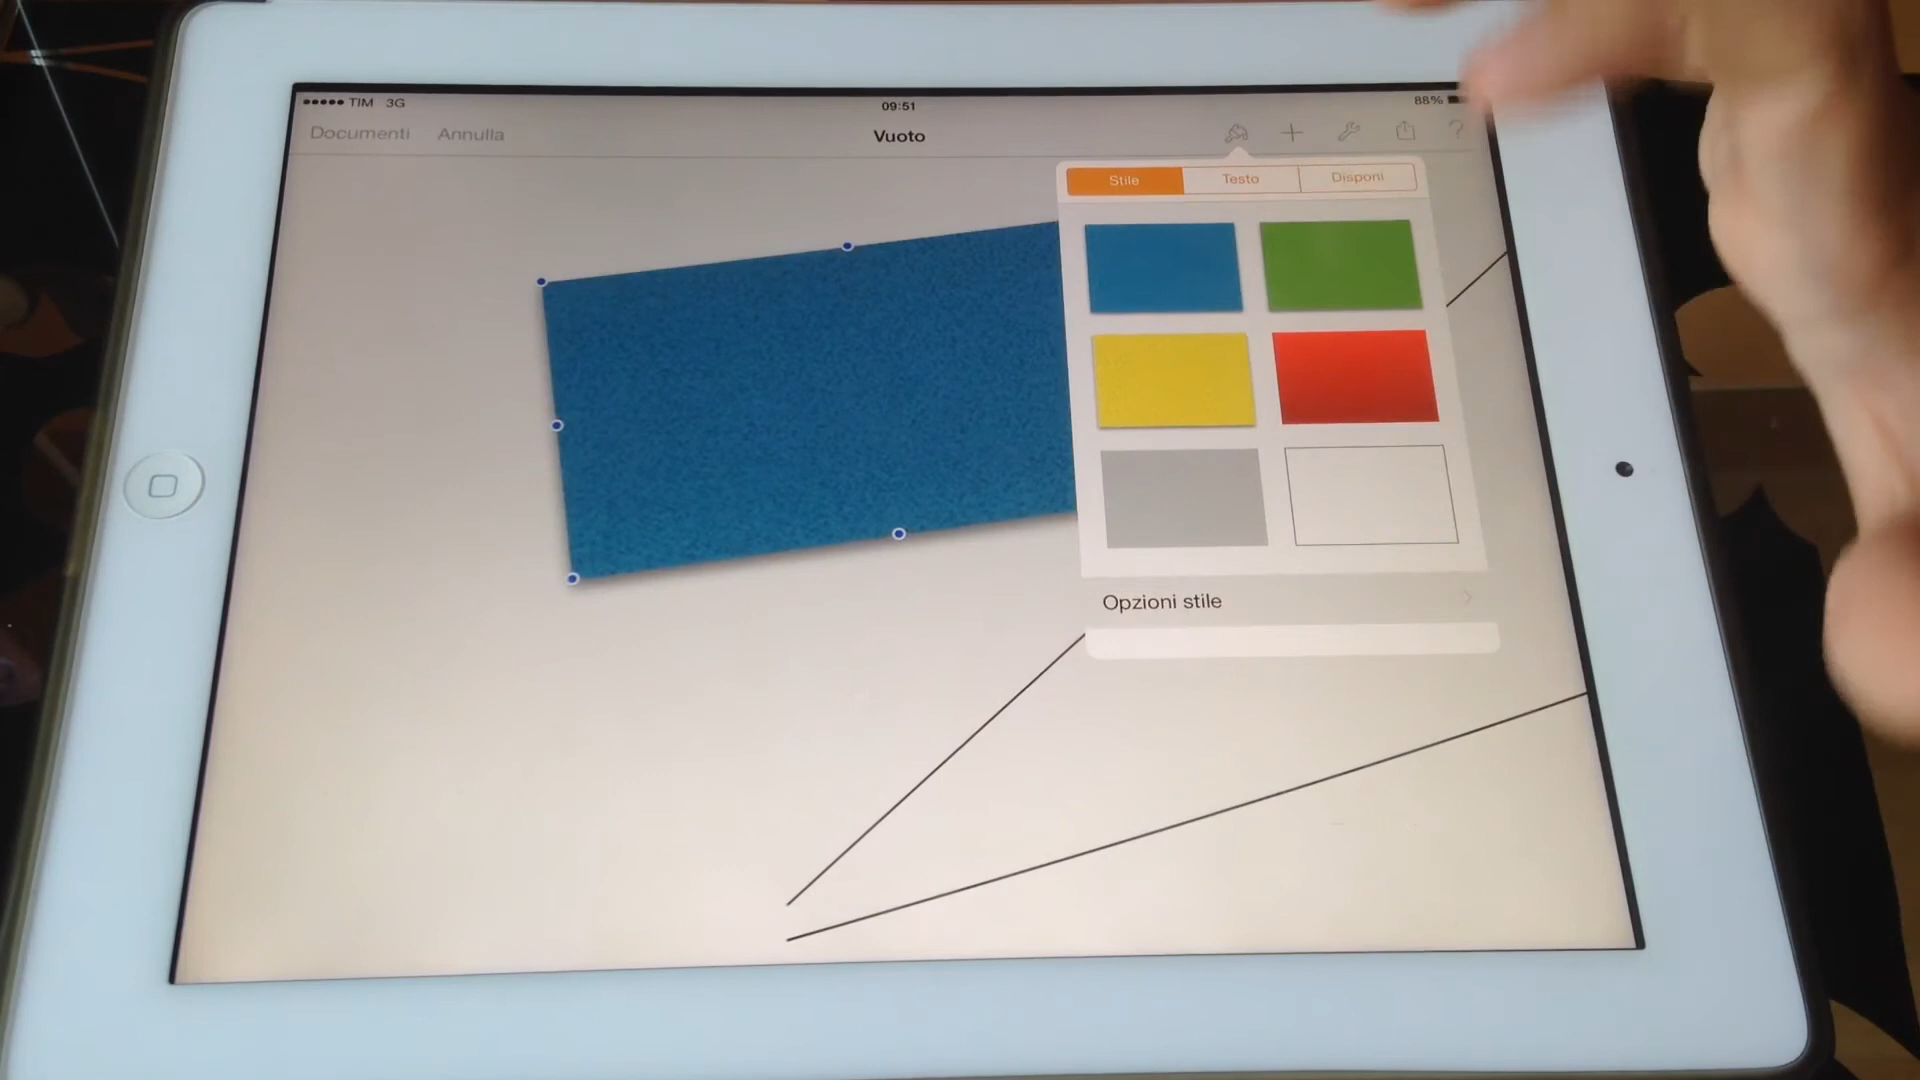 TIM 3G
09:51
88%
Documenti
Annulla
Vuoto
?
Stile
Testo
Disponi
Opzioni stile